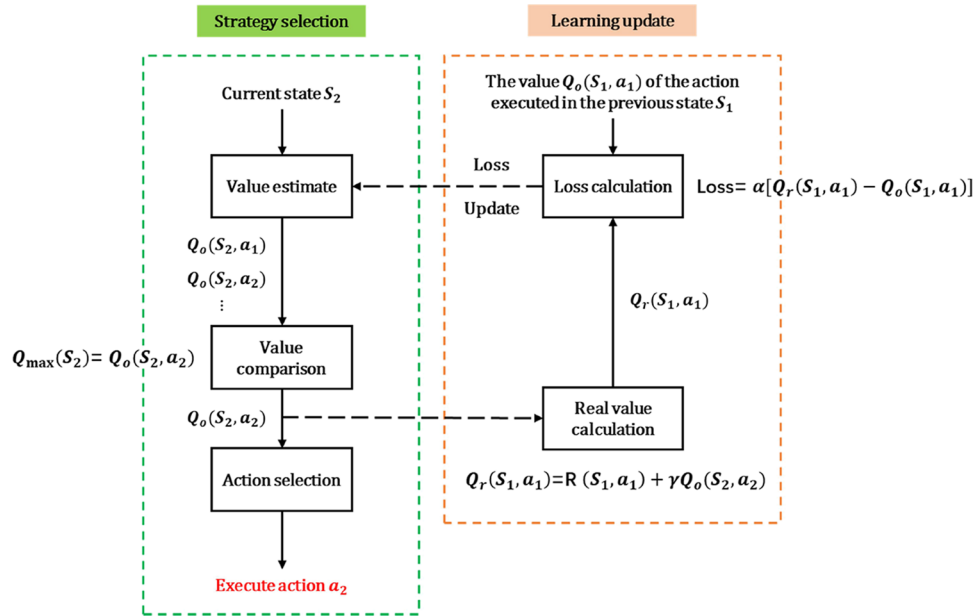 Strategy selection
Current state S₂
Value estimate
Qₒ(S₂, a₁)
Qₒ(S₂, a₂)
⋮
Value
comparison
Q_max(S₂)= Qₒ(S₂, a₂)
Qₒ(S₂, a₂)
Action selection
Execute action a₂
Learning update
The value Qₒ(S₁, a₁) of the action
executed in the previous state S₁
Loss
Update
Loss calculation
Loss= α[Qᵣ(S₁, a₁) − Qₒ(S₁, a₁)]
Qᵣ(S₁, a₁)
Real value
calculation
Qᵣ(S₁, a₁)=R (S₁, a₁) + γQₒ(S₂, a₂)